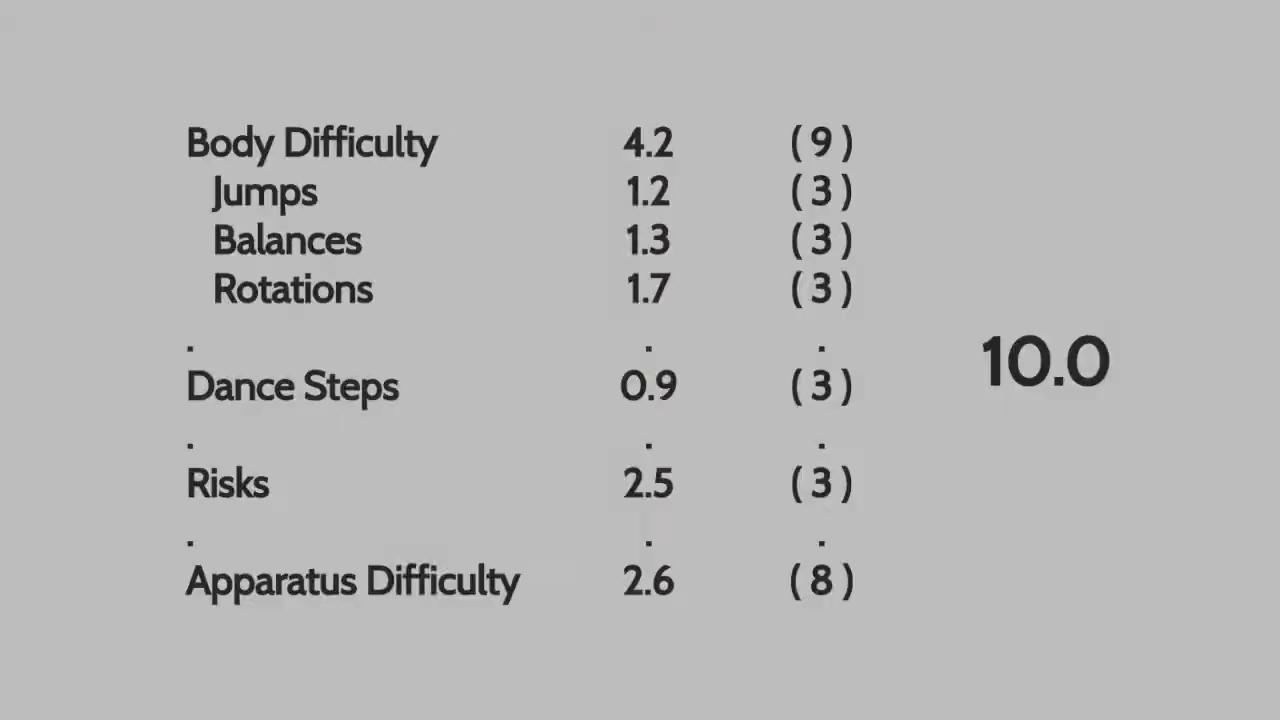 Body Difficulty 4.2 ( 9 )
Jumps 1.2 ( 3 )
Balances 1.3 ( 3 )
Rotations 1.7 ( 3 )
. . .
Dance Steps 0.9 ( 3 )
10.0
. . .
Risks 2.5 ( 3 )
. . .
Apparatus Difficulty 2.6 ( 8 )